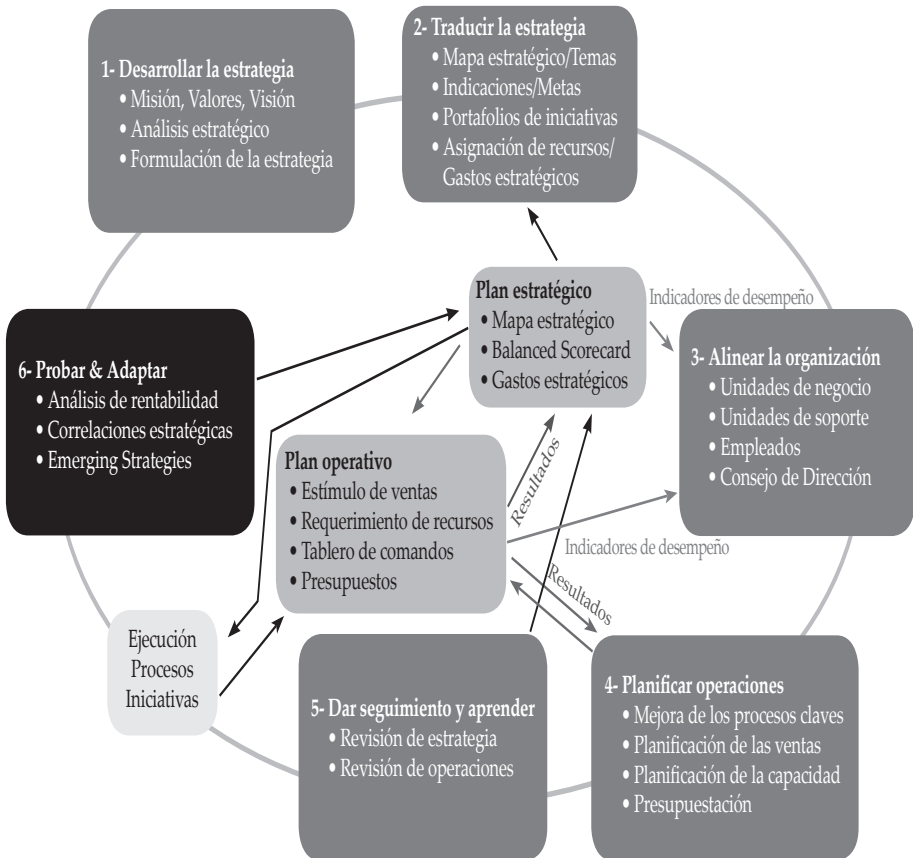 1- Desarrollar la estrategia
• Misión, Valores, Visión
• Análisis estratégico
• Formulación de la estrategia
2- Traducir la estrategia
• Mapa estratégico/Temas
• Indicaciones/Metas
• Portafolios de iniciativas
• Asignación de recursos/
Gastos estratégicos
Plan estratégico
• Mapa estratégico
• Balanced Scorecard
• Gastos estratégicos
Indicadores de desempeño
3- Alinear la organización
• Unidades de negocio
• Unidades de soporte
• Empleados
• Consejo de Dirección
6- Probar & Adaptar
• Análisis de rentabilidad
• Correlaciones estratégicas
• Emerging Strategies
Plan operativo
• Estímulo de ventas
• Requerimiento de recursos
• Tablero de comandos
• Presupuestos
Resultados
Indicadores de desempeño
Resultados
Ejecución
Procesos
Iniciativas
5- Dar seguimiento y aprender
• Revisión de estrategia
• Revisión de operaciones
4- Planificar operaciones
• Mejora de los procesos claves
• Planificación de las ventas
• Planificación de la capacidad
• Presupuestación